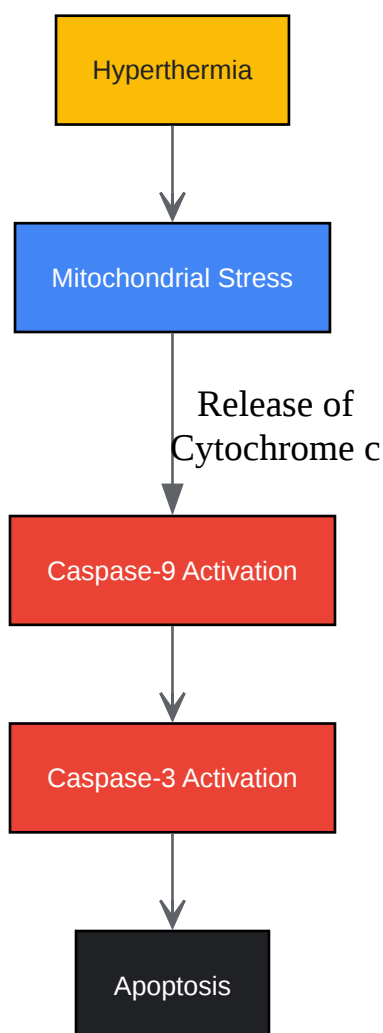 Hyperthermia
Mitochondrial Stress
Release of
Cytochrome c
Caspase-9 Activation
Caspase-3 Activation
Apoptosis